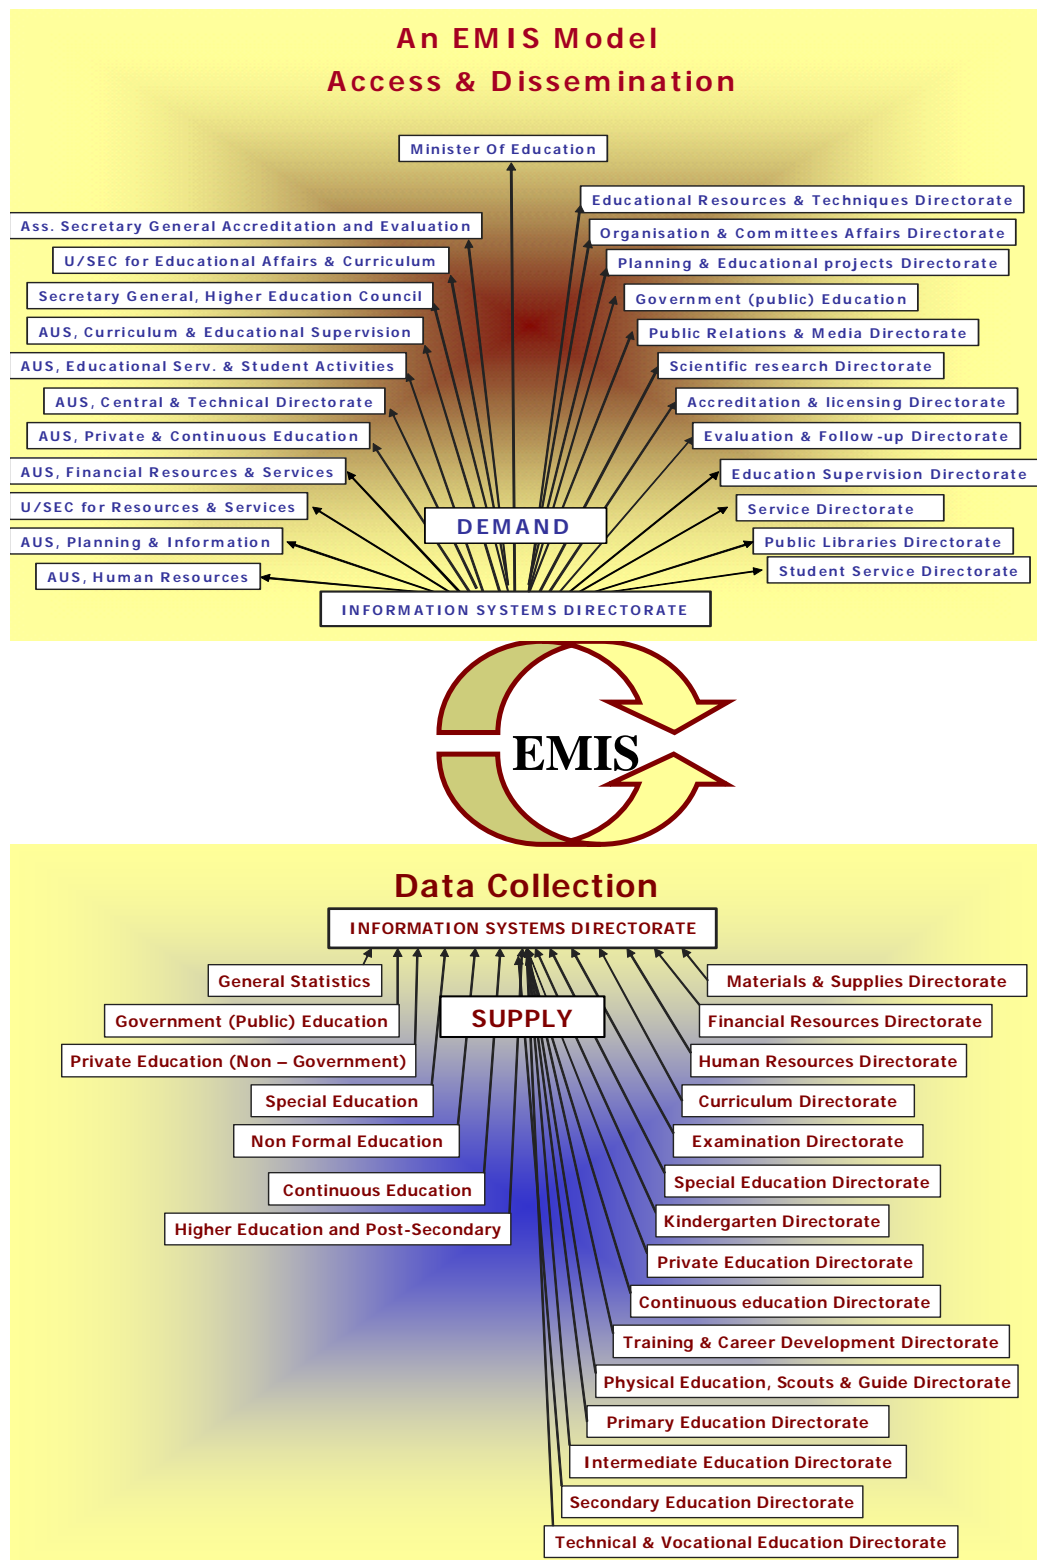 An EMIS Model
Access & Dissemination
Minister Of Education
Ass. Secretary General Accreditation and Evaluation
U/SEC for Educational Affairs & Curriculum
Secretary General, Higher Education Council
AUS, Curriculum & Educational Supervision
AUS, Educational Serv. & Student Activities
AUS, Central & Technical Directorate
AUS, Private & Continuous Education
AUS, Financial Resources & Services
U/SEC for Resources & Services
AUS, Planning & Information
AUS, Human Resources
Educational Resources & Techniques Directorate
Organisation & Committees Affairs Directorate
Planning & Educational projects Directorate
Government (public) Education
Public Relations & Media Directorate
Scientific research Directorate
Accreditation & licensing Directorate
Evaluation & Follow-up Directorate
Education Supervision Directorate
Service Directorate
Public Libraries Directorate
Student Service Directorate
DEMAND
INFORMATION SYSTEMS DIRECTORATE
EMIS
Data Collection
INFORMATION SYSTEMS DIRECTORATE
SUPPLY
General Statistics
Government (Public) Education
Private Education (Non – Government)
Special Education
Non Formal Education
Continuous Education
Higher Education and Post-Secondary
Materials & Supplies Directorate
Financial Resources Directorate
Human Resources Directorate
Curriculum Directorate
Examination Directorate
Special Education Directorate
Kindergarten Directorate
Private Education Directorate
Continuous education Directorate
Training & Career Development Directorate
Physical Education, Scouts & Guide Directorate
Primary Education Directorate
Intermediate Education Directorate
Secondary Education Directorate
Technical & Vocational Education Directorate